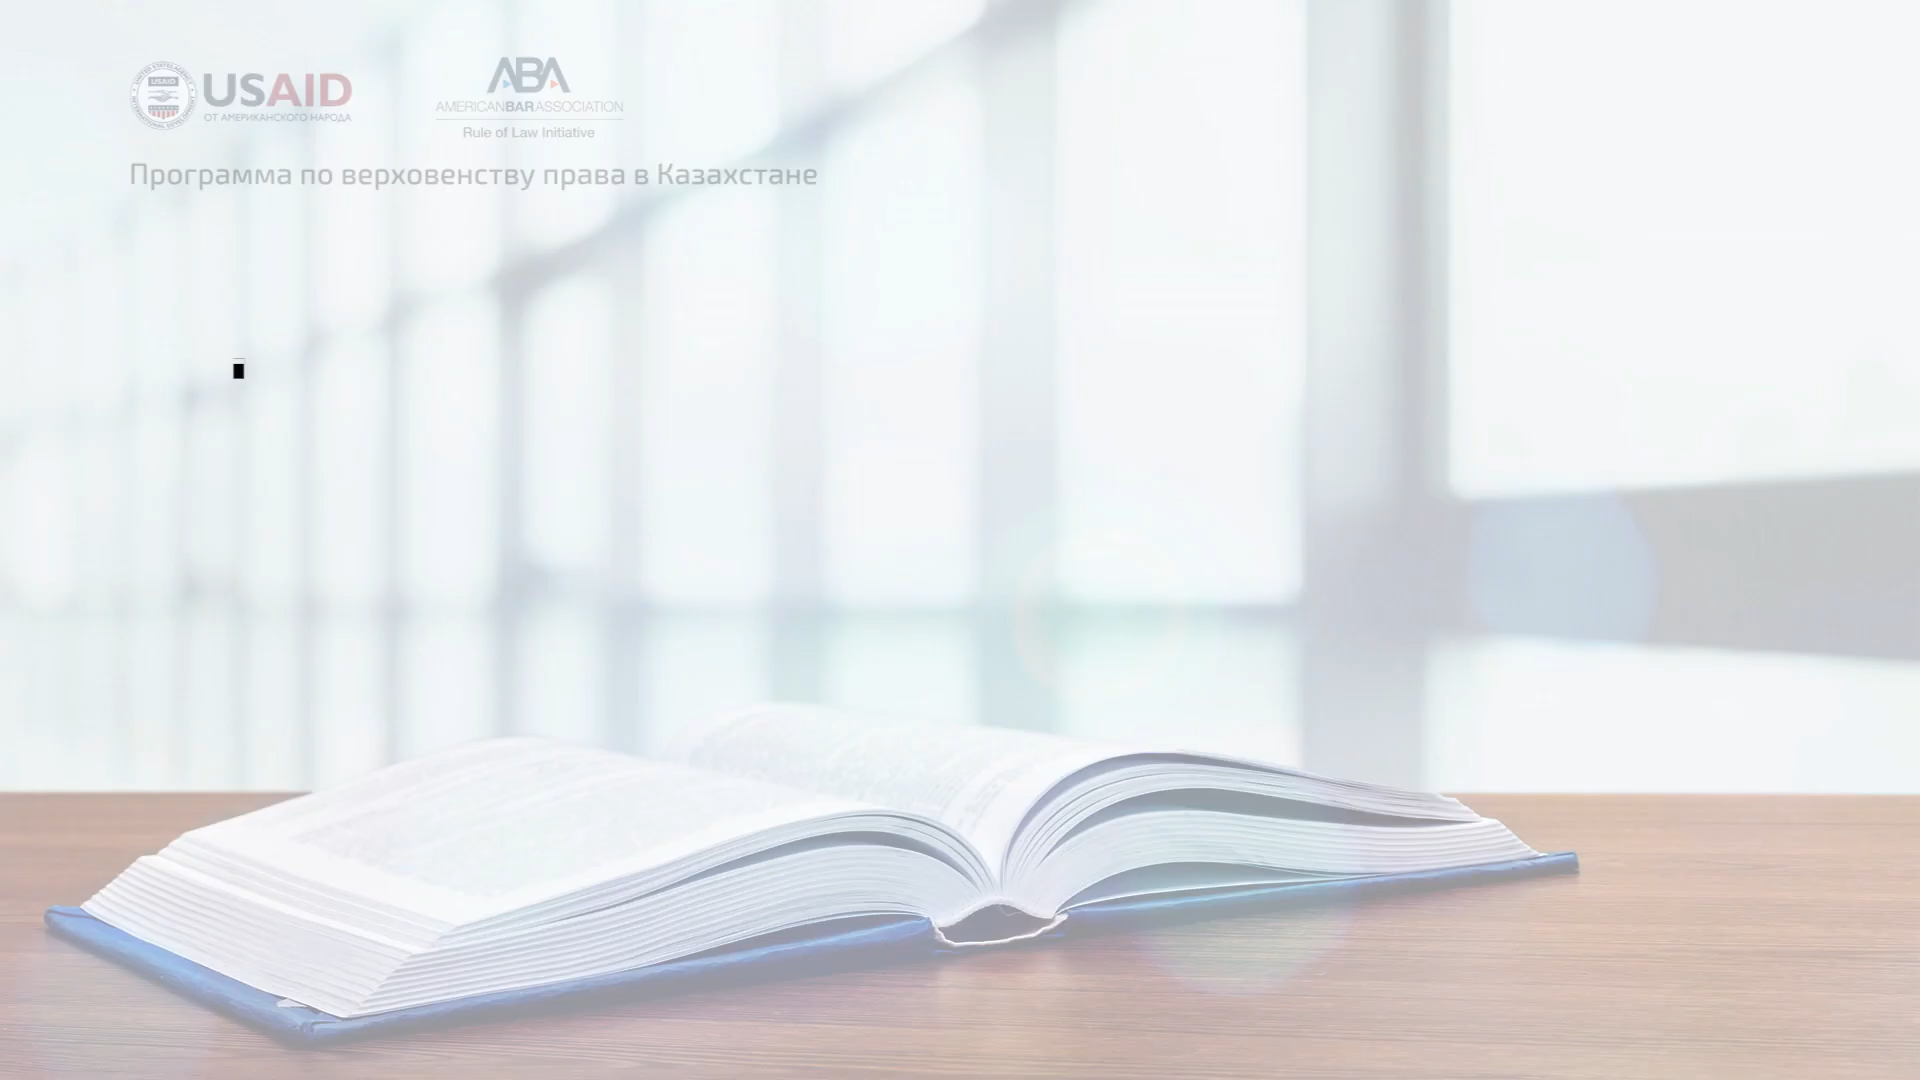 USAID
ОТ АМЕРИКАНСКОГО НАРОДА
ABA
AMERICANBARASSOCIATION
Rule of Law Initiative
Программа по верховенству права в Казахстане